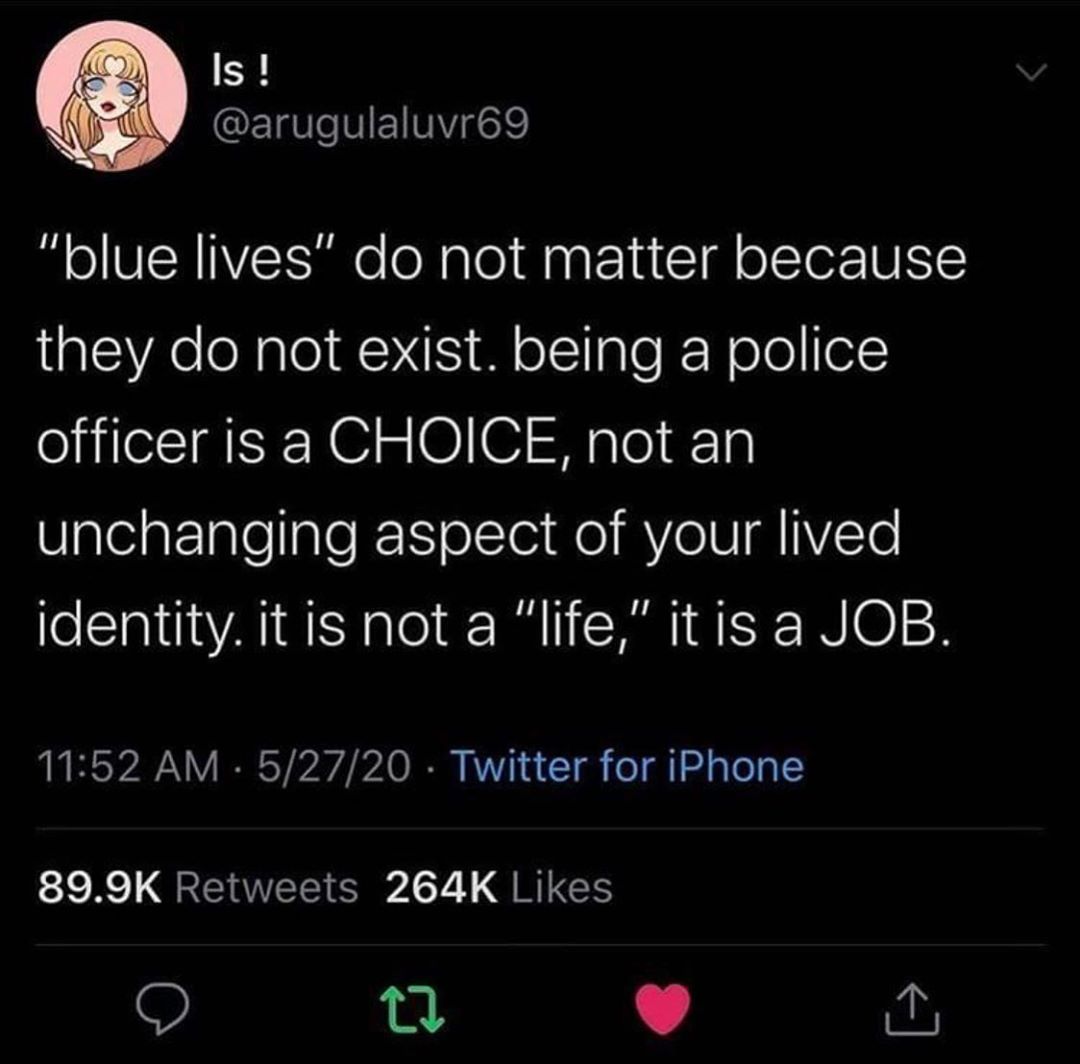 Is !
@arugulaluvr69
"blue lives" do not matter because
they do not exist. being a police
officer is a CHOICE, not an
unchanging aspect of your lived
identity. it is not a “life,” it is a JOB.
11:52 AM · 5/27/20 · Twitter for iPhone
89.9K Retweets 264K Likes